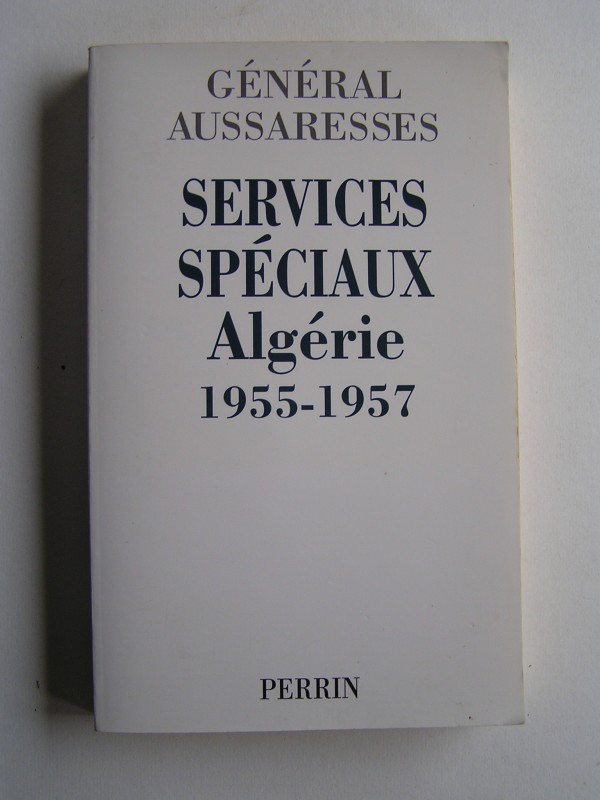 GÉNÉRAL
AUSSARESSES
SERVICES
SPÉCIAUX
Algérie
1955-1957
PERRIN